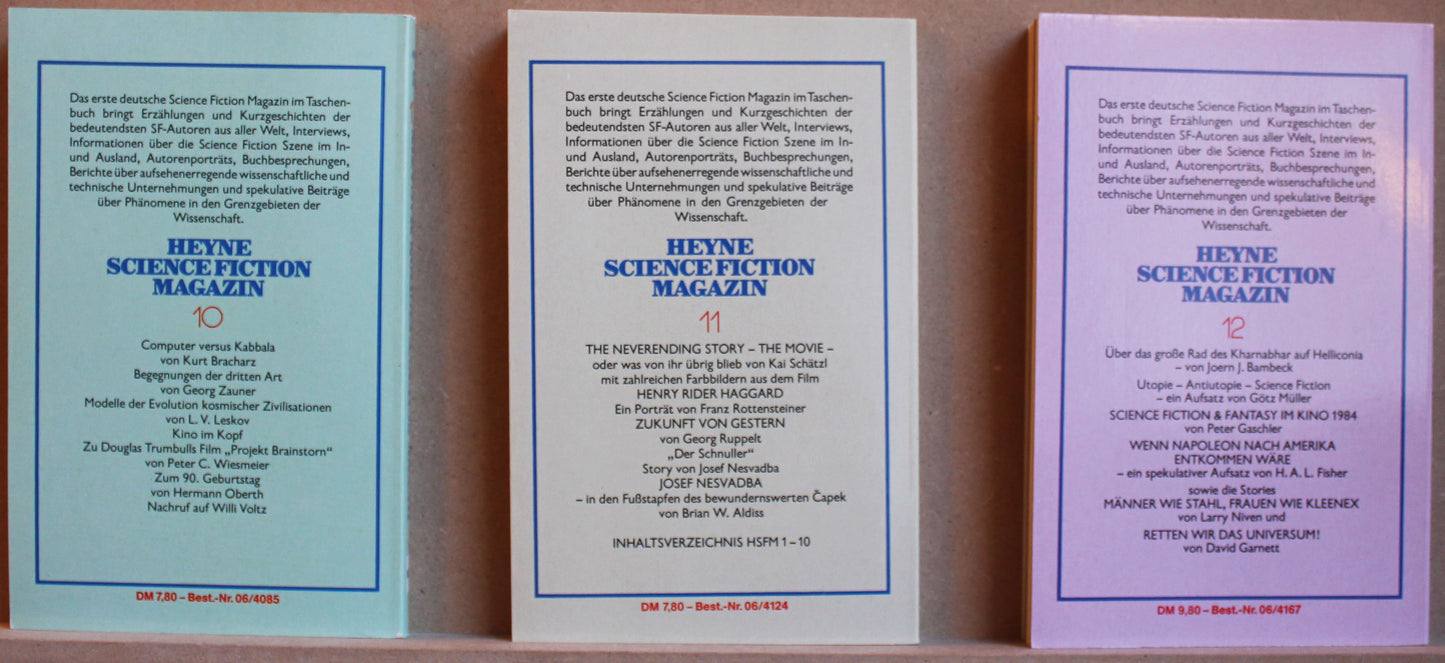 Das erste deutsche Science Fiction Magazin im Taschen-
buch bringt Erzählungen und Kurzgeschichten der
bedeutendsten SF-Autoren aus aller Welt, Interviews,
Informationen über die Science Fiction Szene im In-
und Ausland, Autorenporträts, Buchbesprechungen,
Berichte über aufsehenerregende wissenschaftliche und
technische Unternehmungen und spekulative Beiträge
über Phänomene in den Grenzgebieten der
Wissenschaft.
HEYNE
SCIENCE FICTION
MAGAZIN
10
Computer versus Kabbala
von Kurt Bracharz
Begegnungen der dritten Art
von Georg Zauner
Modelle der Evolution kosmischer Zivilisationen
von L. V. Leskov
Kino im Kopf
Zu Douglas Trumbulls Film „Projekt Brainstorn“
von Peter C. Wiesmeier
Zum 90. Geburtstag
von Hermann Oberth
Nachruf auf Willi Voltz
DM 7,80 – Best.-Nr. 06/4085
Das erste deutsche Science Fiction Magazin im Taschen-
buch bringt Erzählungen und Kurzgeschichten der
bedeutendsten SF-Autoren aus aller Welt, Interviews,
Informationen über die Science Fiction Szene im In-
und Ausland, Autorenporträts, Buchbesprechungen,
Berichte über aufsehenerregende wissenschaftliche und
technische Unternehmungen und spekulative Beiträge
über Phänomene in den Grenzgebieten der
Wissenschaft.
HEYNE
SCIENCE FICTION
MAGAZIN
11
THE NEVERENDING STORY – THE MOVIE –
oder was von ihr übrig blieb von Kai Schätzl
mit zahlreichen Farbbildern aus dem Film
HENRY RIDER HAGGARD
Ein Porträt von Franz Rottensteiner
ZUKUNFT VON GESTERN
von Georg Ruppelt
„Der Schnuller“
Story von Josef Nesvadba
JOSEF NESVADBA
– in den Fußstapfen des bewundernswerten Čapek
von Brian W. Aldiss
INHALTSVERZEICHNIS HSFM 1 – 10
DM 7,80 – Best.-Nr. 06/4124
Das erste deutsche Science Fiction Magazin im Taschen-
buch bringt Erzählungen und Kurzgeschichten der
bedeutendsten SF-Autoren aus aller Welt, Interviews,
Informationen über die Science Fiction Szene im In-
und Ausland, Autorenporträts, Buchbesprechungen,
Berichte über aufsehenerregende wissenschaftliche und
technische Unternehmungen und spekulative Beiträge
über Phänomene in den Grenzgebieten der
Wissenschaft.
HEYNE
SCIENCE FICTION
MAGAZIN
12
Über das große Rad des Kharnabhar auf Helliconia
– von Joern J. Bambeck
Utopie – Antiutopie – Science Fiction
– ein Aufsatz von Götz Müller
SCIENCE FICTION & FANTASY IM KINO 1984
von Peter Gaschler
WENN NAPOLEON NACH AMERIKA
ENTKOMMEN WÄRE
– ein spekulativer Aufsatz von H. A. L. Fisher
sowie die Stories
MÄNNER WIE STAHL, FRAUEN WIE KLEENEX
von Larry Niven und
RETTEN WIR DAS UNIVERSUM!
von David Garnett
DM 9,80 – Best.-Nr. 06/4167